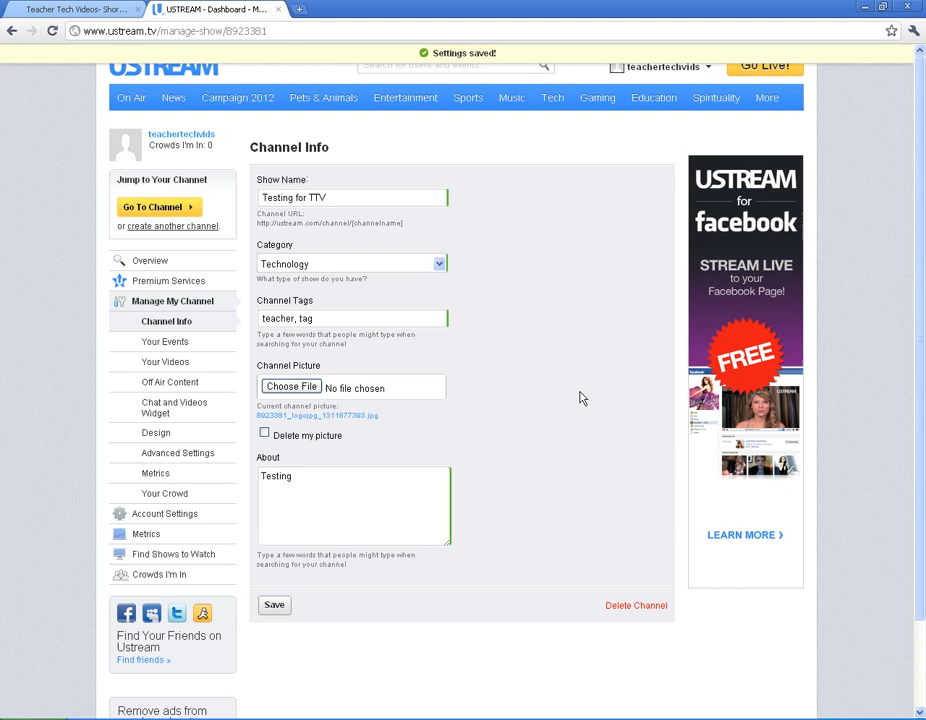 Teacher Tech Videos- Shor...
USTREAM - Dashboard - M...
www.ustream.tv/manage-show/8923381
Settings saved!
USTREAM
Search for users and events
teachertechvids
Go Live!
On Air News Campaign 2012 Pets & Animals Entertainment Sports Music Tech Gaming Education Spirituality More
teachertechvids
Crowds I'm In: 0
Jump to Your Channel
Go To Channel
or create another channel.
Overview
Premium Services
Manage My Channel
Channel Info
Your Events
Your Videos
Off Air Content
Chat and Videos
Widget
Design
Advanced Settings
Metrics
Your Crowd
Account Settings
Metrics
Find Shows to Watch
Crowds I'm In
Find Your Friends on
Ustream
Find friends »
Remove ads from
Channel Info
Show Name:
Testing for TTV
Channel URL:
http://ustream.com/channel/[channelname]
Category
Technology
What type of show do you have?
Channel Tags
teacher, tag
Type a few words that people might type when
searching for your channel
Channel Picture
Choose File No file chosen
Current channel picture:
8923381_logojpg_1311877393.jpg
Delete my picture
About
Testing
Type a few words that people might type when
searching for your channel
Save
Delete Channel
USTREAM
for
facebook
STREAM LIVE
to your
Facebook Page!
FREE
LEARN MORE